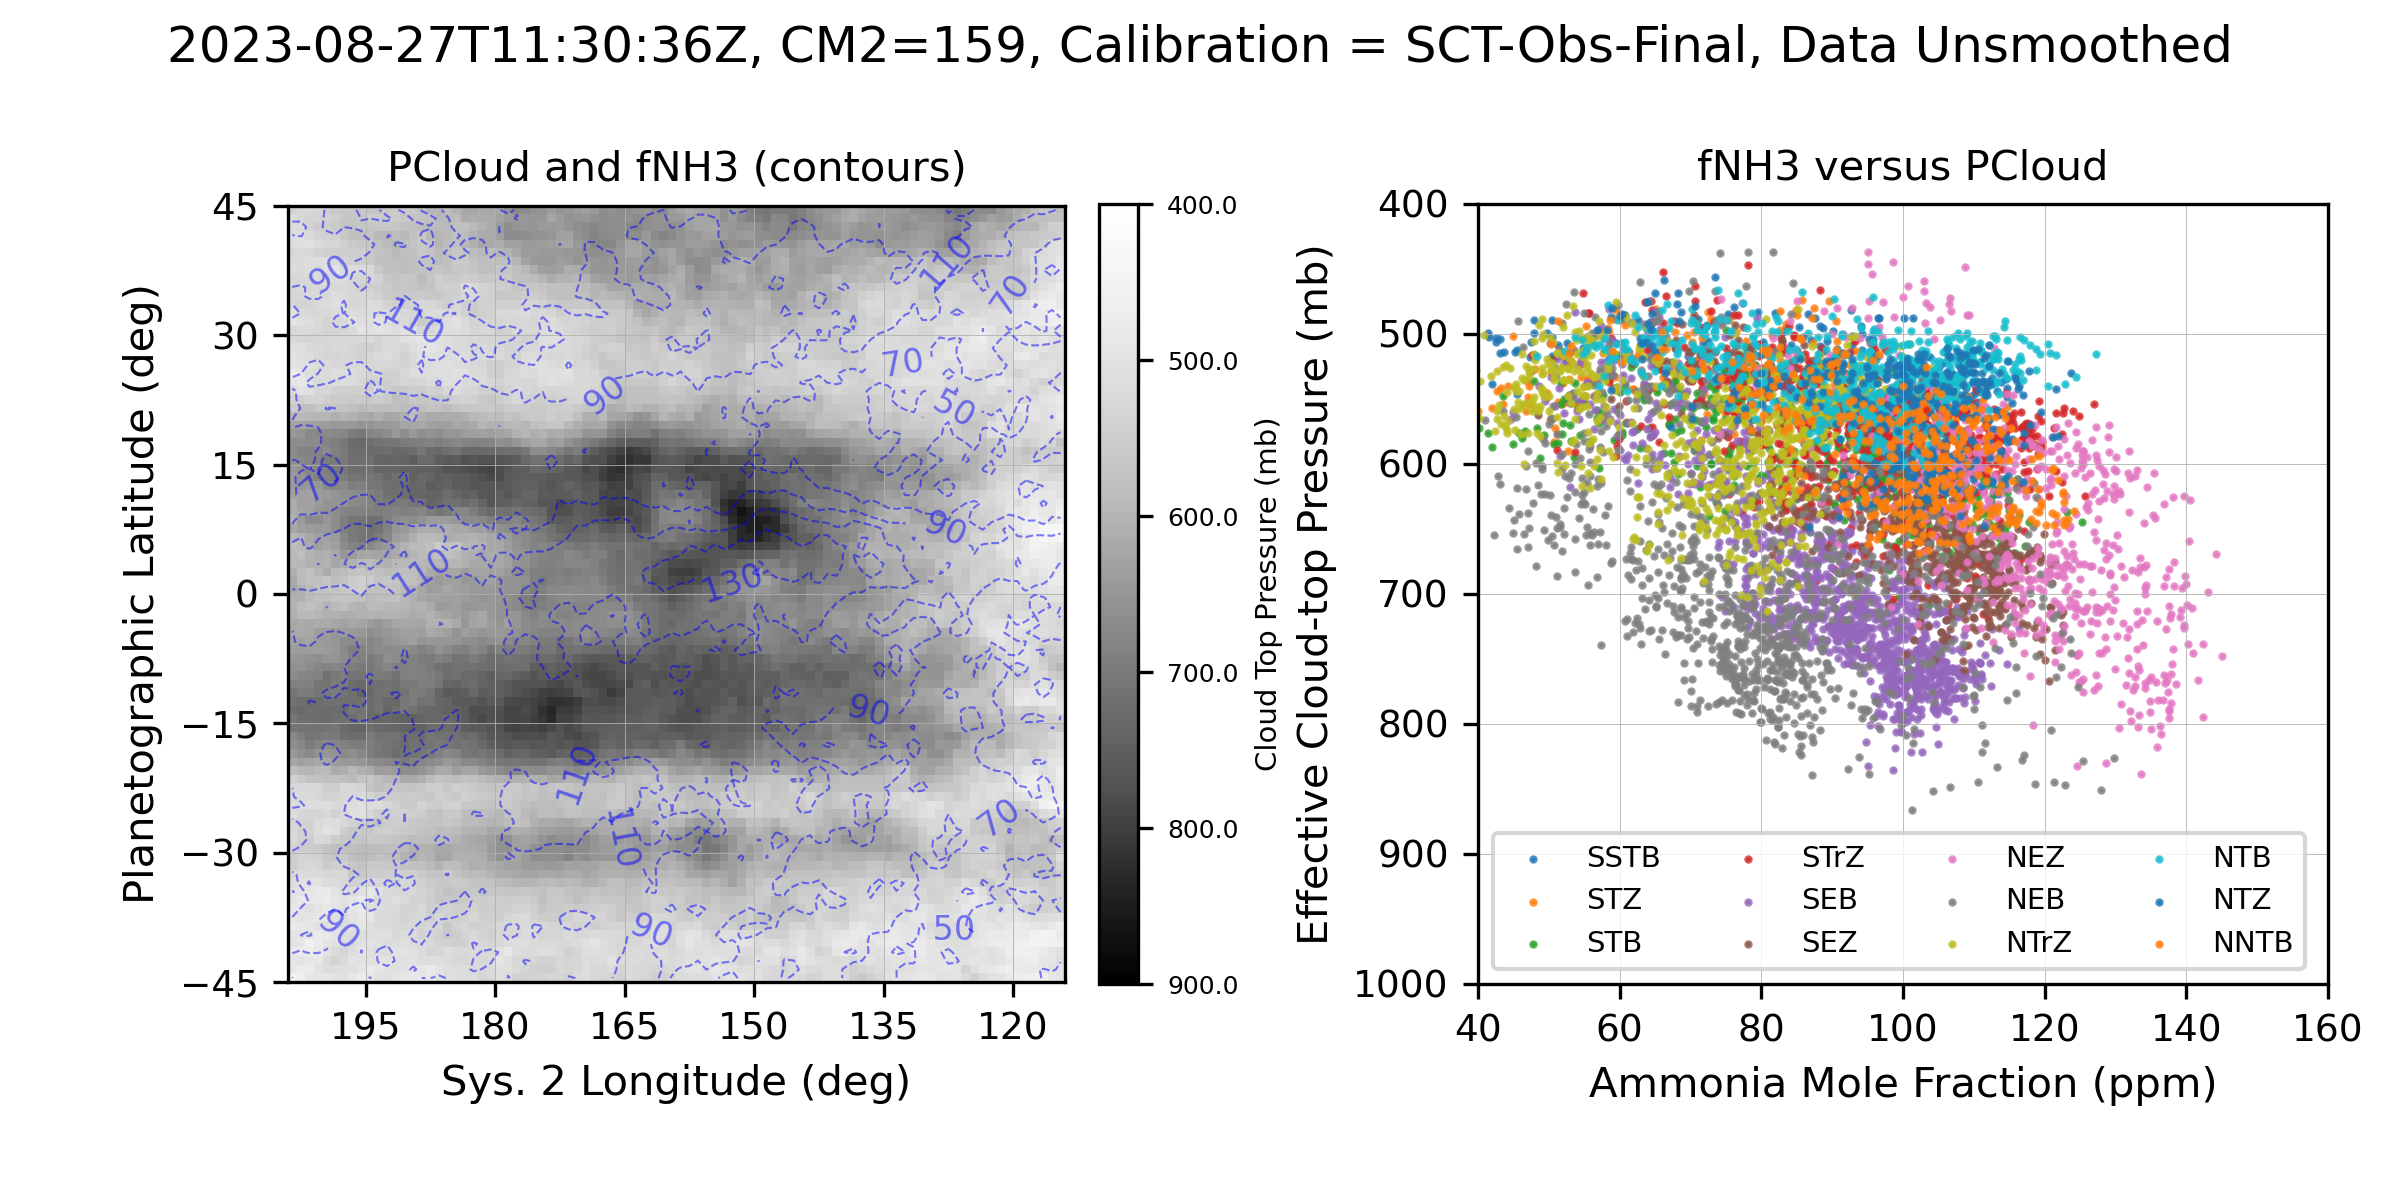 2023-08-27T11:30:36Z, CM2=159, Calibration = SCT-Obs-Final, Data Unsmoothed
PCloud and fNH3 (contours)
45
30
15
0
−15
−30
−45
Planetographic Latitude (deg)
195
180
165
150
135
120
Sys. 2 Longitude (deg)
90
110
110
70
70
90
50
70
90
110
130
90
110
110
70
90
90
50
400.0
500.0
600.0
700.0
800.0
900.0
Cloud Top Pressure (mb)
fNH3 versus PCloud
400
500
600
700
800
900
1000
Effective Cloud-top Pressure (mb)
40
60
80
100
120
140
160
Ammonia Mole Fraction (ppm)
SSTB
STZ
STB
STrZ
SEB
SEZ
NEZ
NEB
NTrZ
NTB
NTZ
NNTB